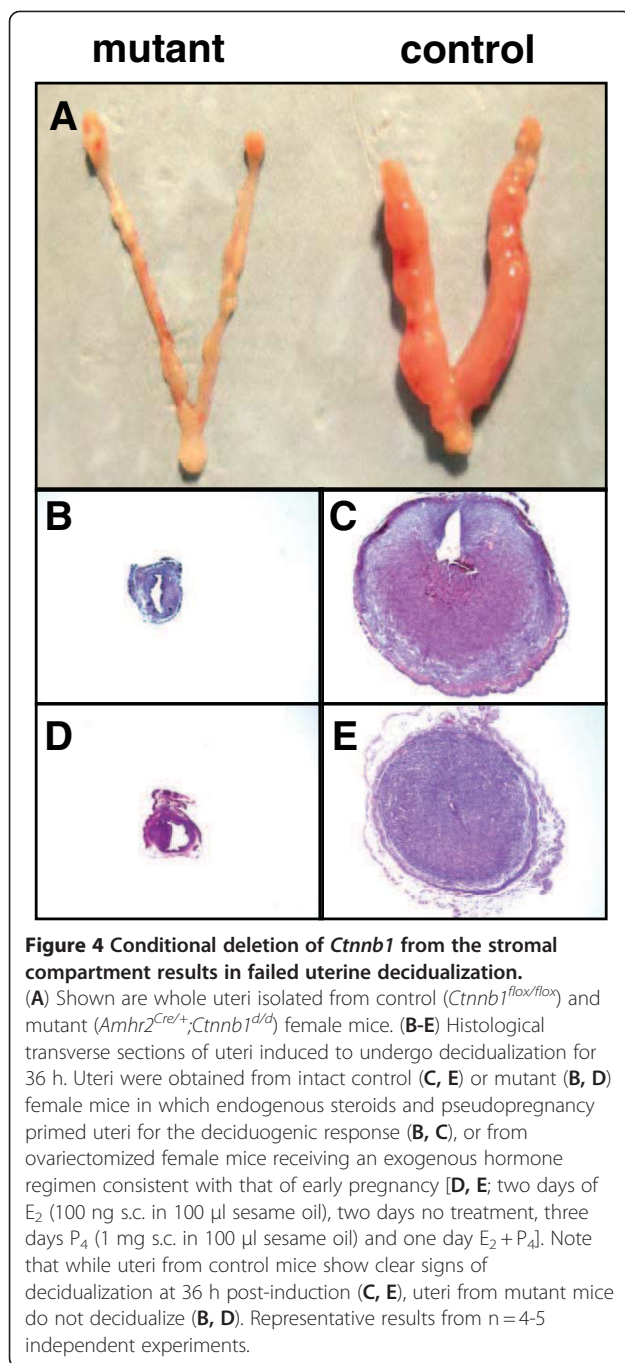 mutant control
A
B C
D E
Figure 4 Conditional deletion of Ctnnb1 from the stromal
compartment results in failed uterine decidualization.
(A) Shown are whole uteri isolated from control (Ctnnb1flox/flox) and
mutant (Amhr2Cre/+;Ctnnb1d/d) female mice. (B-E) Histological
transverse sections of uteri induced to undergo decidualization for
36 h. Uteri were obtained from intact control (C, E) or mutant (B, D)
female mice in which endogenous steroids and pseudopregnancy
primed uteri for the deciduogenic response (B, C), or from
ovariectomized female mice receiving an exogenous hormone
regimen consistent with that of early pregnancy [D, E; two days of
E2 (100 ng s.c. in 100 μl sesame oil), two days no treatment, three
days P4 (1 mg s.c. in 100 μl sesame oil) and one day E2 + P4]. Note
that while uteri from control mice show clear signs of
decidualization at 36 h post-induction (C, E), uteri from mutant mice
do not decidualize (B, D). Representative results from n = 4-5
independent experiments.